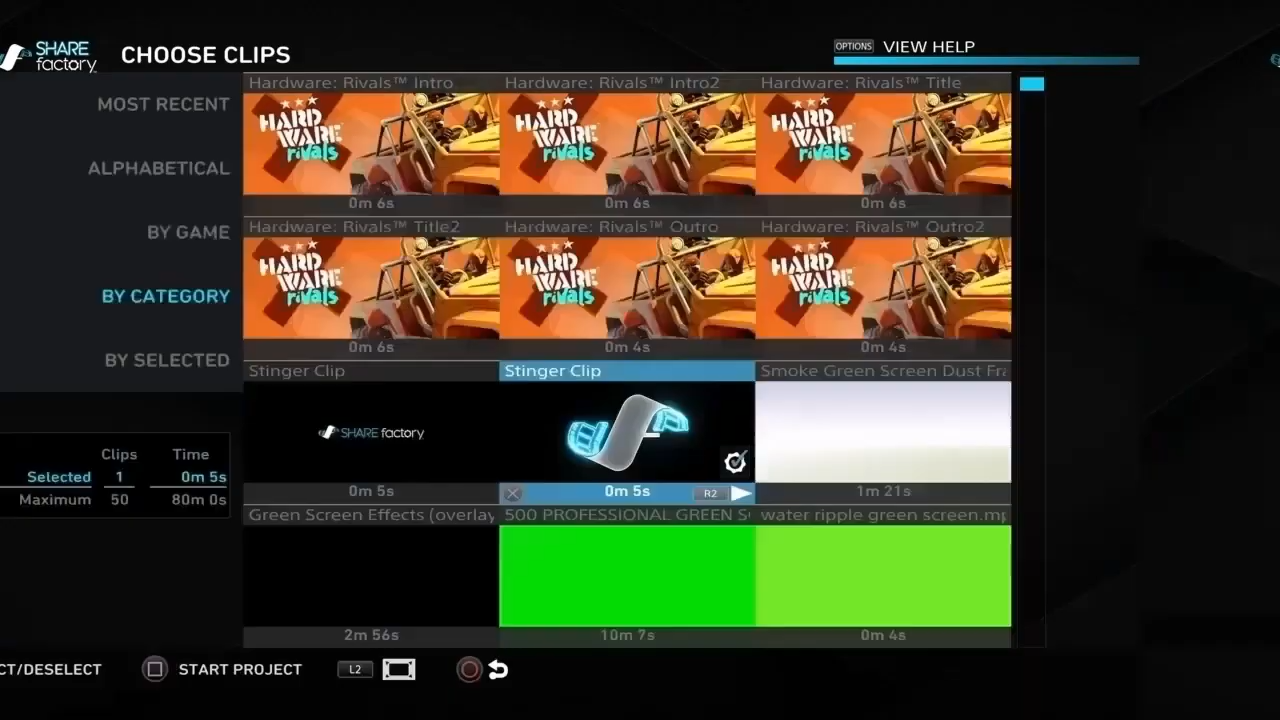 SHARE
factory™
CHOOSE CLIPS
OPTIONS VIEW HELP
MOST RECENT
ALPHABETICAL
BY GAME
BY CATEGORY
BY SELECTED
Clips Time
Selected 1 0m 5s
Maximum 50 80m 0s
Hardware: Rivals™ Intro Hardware: Rivals™ Intro2 Hardware: Rivals™ Title
HARD WARE rivals HARD WARE rivals HARD WARE rivals
0m 6s 0m 6s 0m 6s
Hardware: Rivals™ Title2 Hardware: Rivals™ Outro Hardware: Rivals™ Outro2
HARD WARE rivals HARD WARE rivals HARD WARE rivals
0m 6s 0m 4s 0m 4s
Stinger Clip Stinger Clip Smoke Green Screen Dust Fra
SHARE factory
0m 5s 0m 5s R2 1m 21s
Green Screen Effects (overlay 500 PROFESSIONAL GREEN S water ripple green screen.mp
2m 56s 10m 7s 0m 4s
CT/DESELECT START PROJECT L2